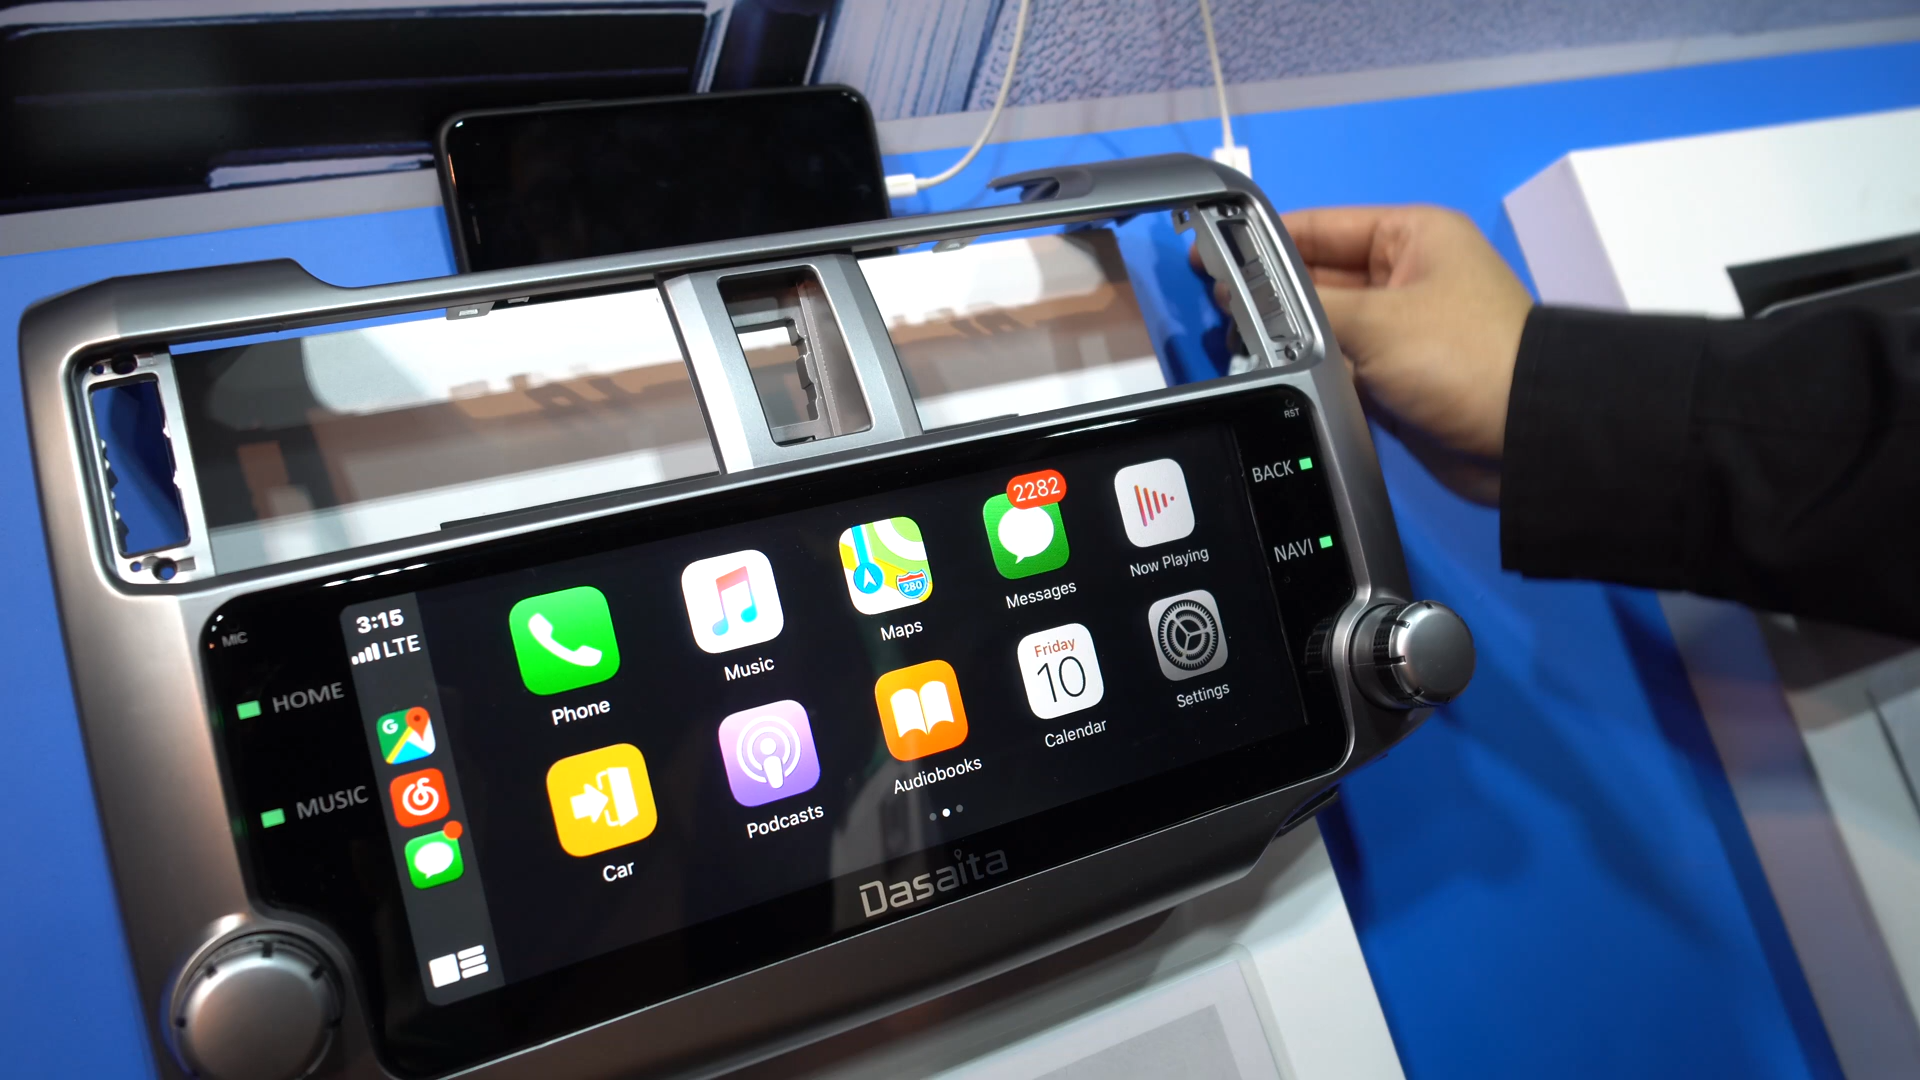 RST
BACK
NAVI
MIC
HOME
MUSIC
3:15
LTE
G
Phone
Music
280
Maps
2282
Messages
Now Playing
Car
Podcasts
Audiobooks
Friday
10
Calendar
Settings
Dasaita